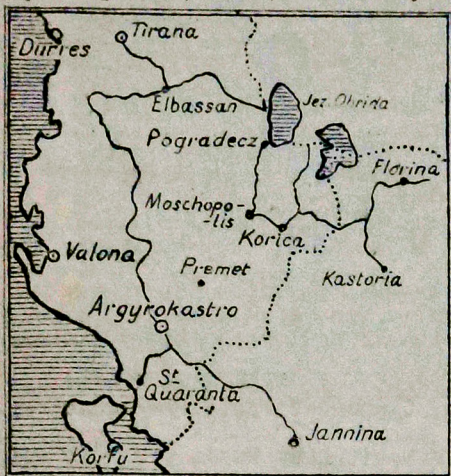 Durres
Tirana
Elbassan
Jez. Ohrida
Pogradecz
Florina
Moschopo-
-lis
Korica
Valona
Premet
Kastoria
Argyrokastro
St
Quaranta
Jannina
Korfu